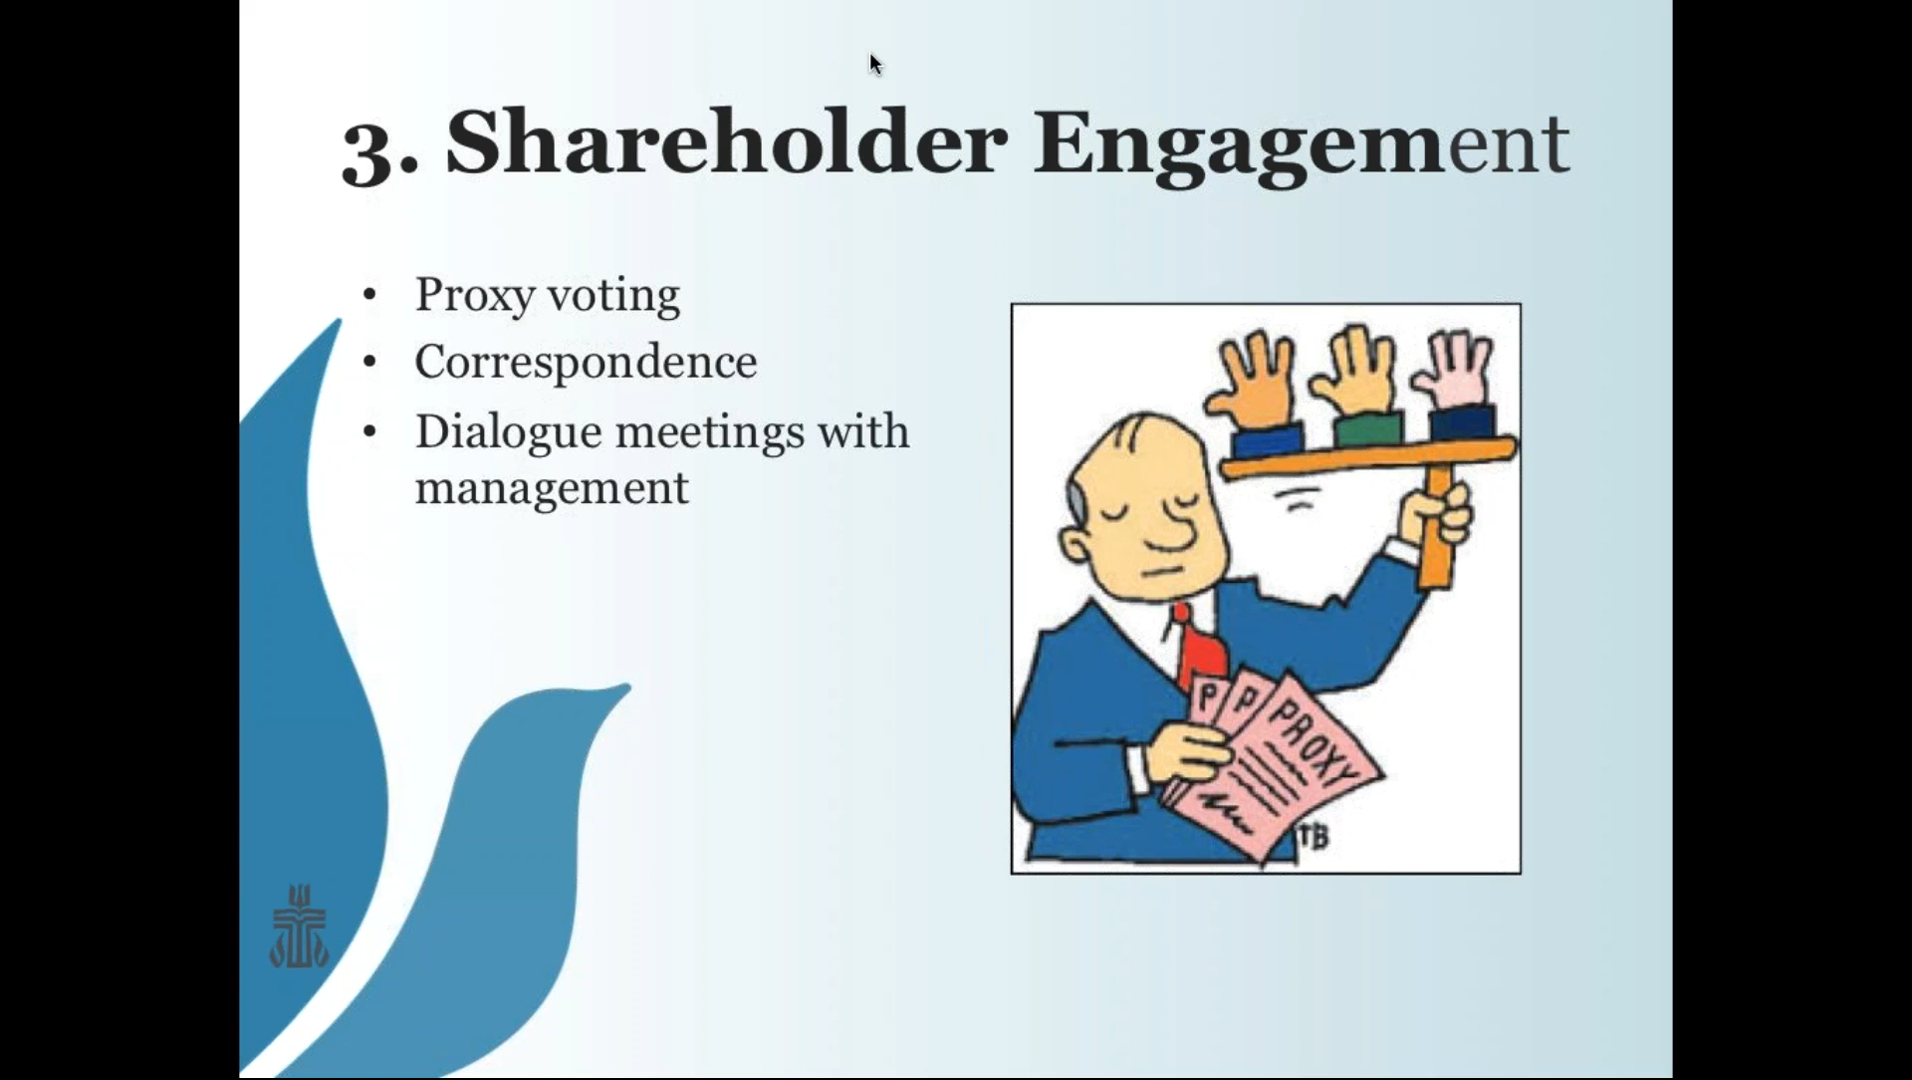 3. Shareholder Engagement
• Proxy voting
• Correspondence
• Dialogue meetings with
management
P P PROXY
TB